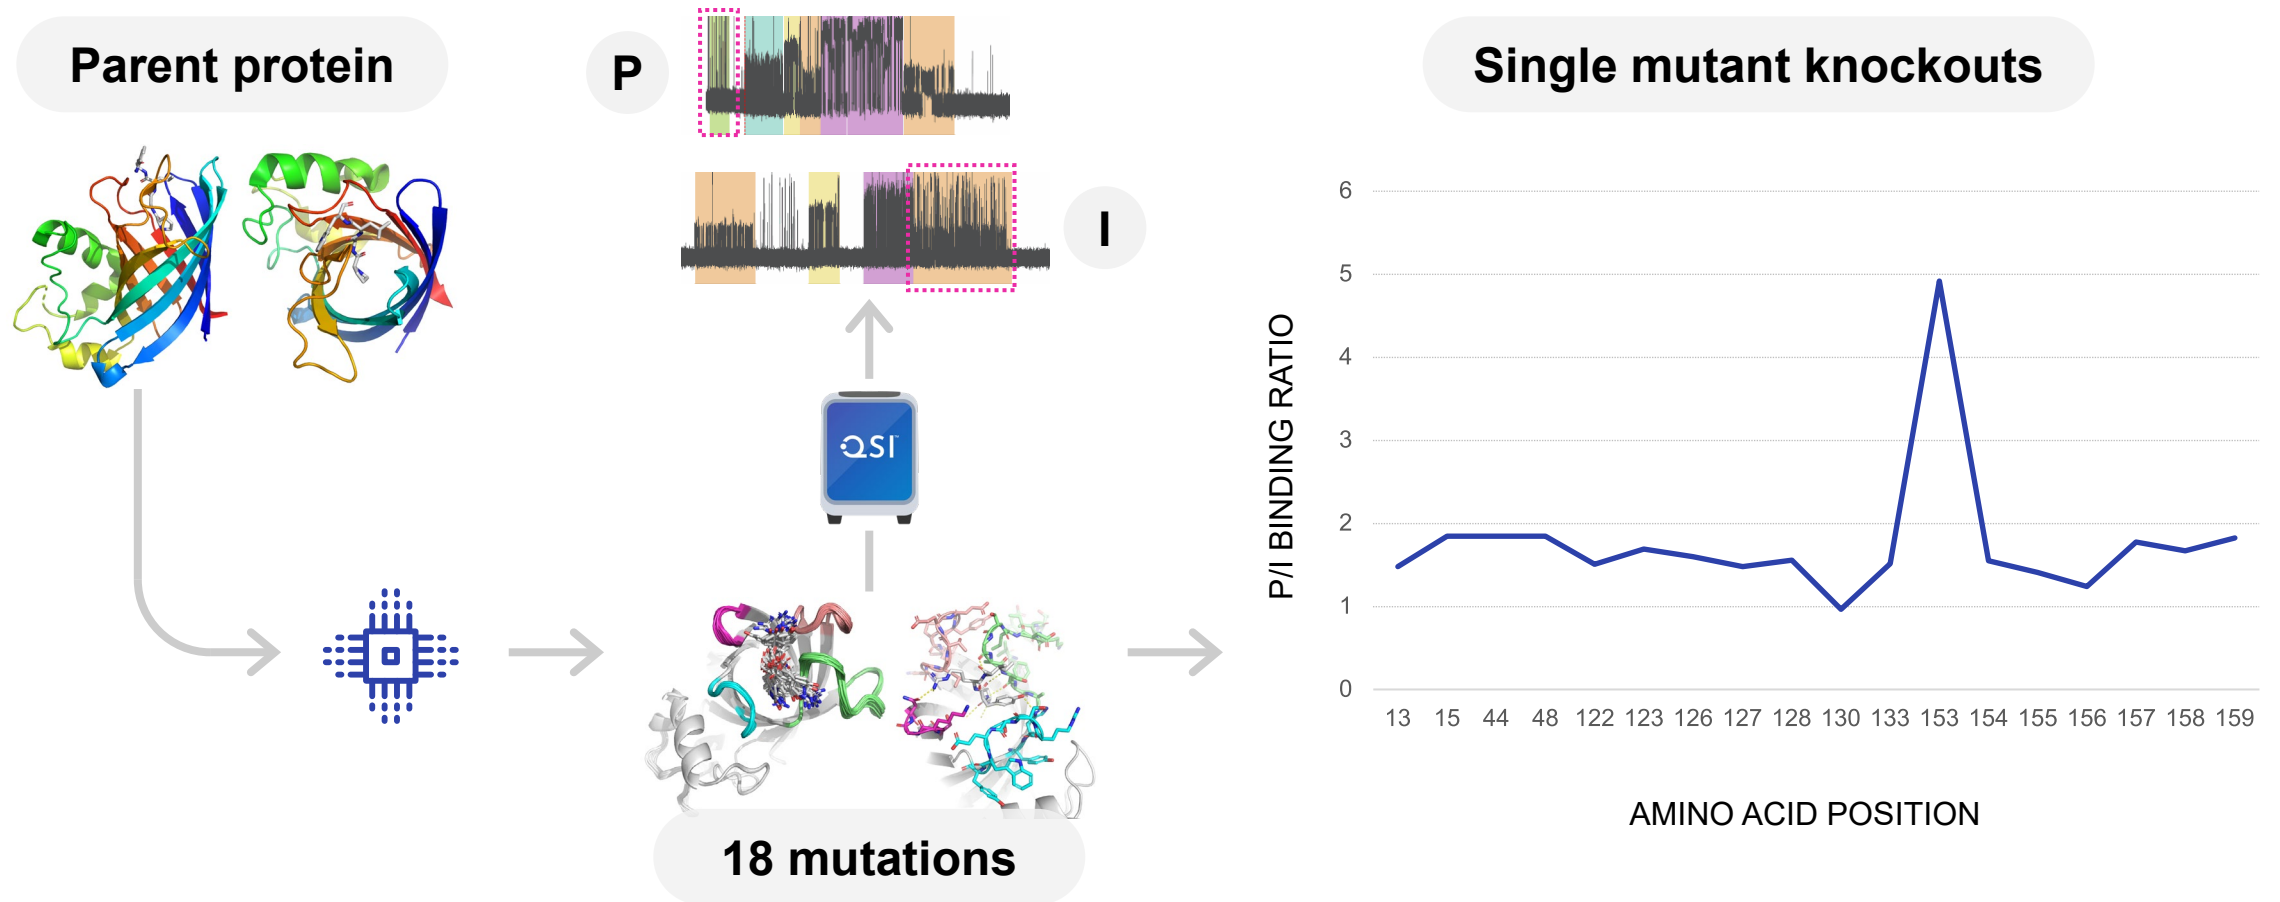 Parent protein
P
I
QSI™
18 mutations
Single mutant knockouts
P/I BINDING RATIO
6
5
4
3
2
1
0
13 15 44 48 122 123 126 127 128 130 133 153 154 155 156 157 158 159
AMINO ACID POSITION